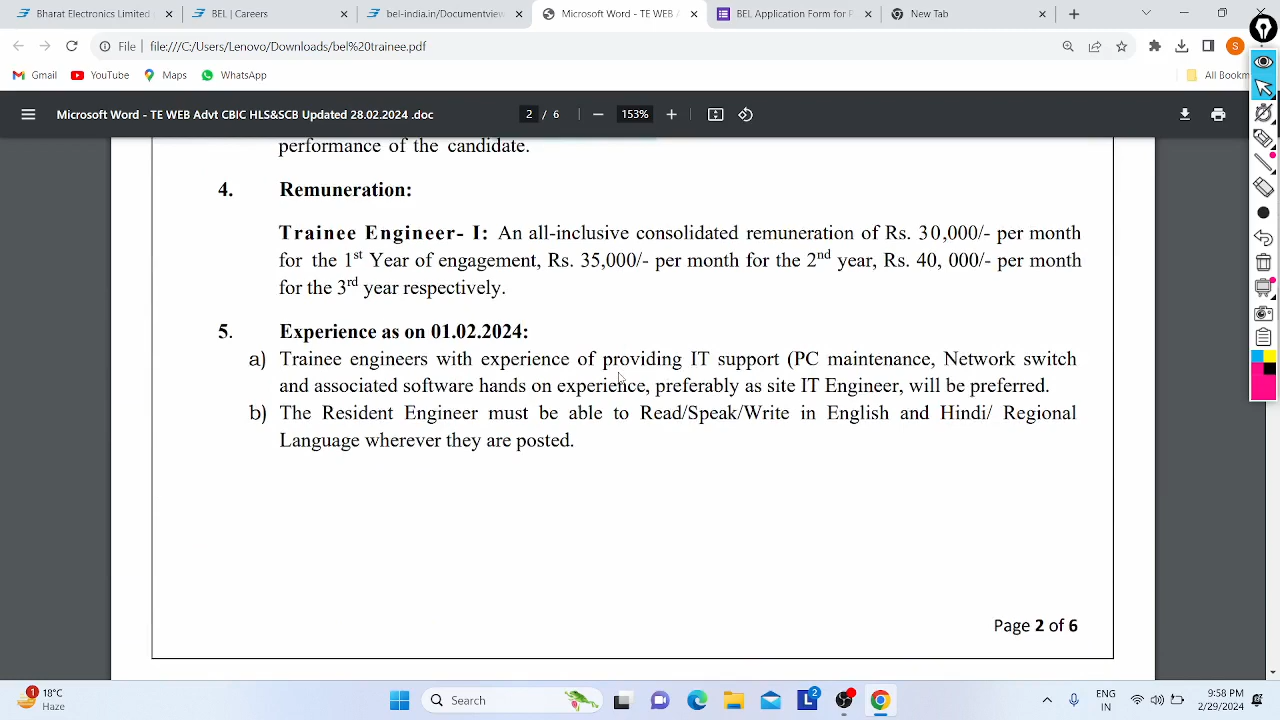 Bharat Electronics Limited
BEL | Careers
bel-india.in/Documentview
Microsoft Word - TE WEB /
BEL Application Form for P
New Tab
File file:///C:/Users/Lenovo/Downloads/bel%20trainee.pdf
S
Gmail YouTube Maps WhatsApp All Bookm
Microsoft Word - TE WEB Advt CBIC HLS&SCB Updated 28.02.2024 .doc 2 / 6 153%
performance of the candidate.
4. Remuneration:
Trainee Engineer- I: An all-inclusive consolidated remuneration of Rs. 30,000/- per month
for the 1st Year of engagement, Rs. 35,000/- per month for the 2nd year, Rs. 40, 000/- per month
for the 3rd year respectively.
5. Experience as on 01.02.2024:
a) Trainee engineers with experience of providing IT support (PC maintenance, Network switch
and associated software hands on experience, preferably as site IT Engineer, will be preferred.
b) The Resident Engineer must be able to Read/Speak/Write in English and Hindi/ Regional
Language wherever they are posted.
Page 2 of 6
1
18°C
Haze
Search
L
2
ENG
IN
9:58 PM
2/29/2024